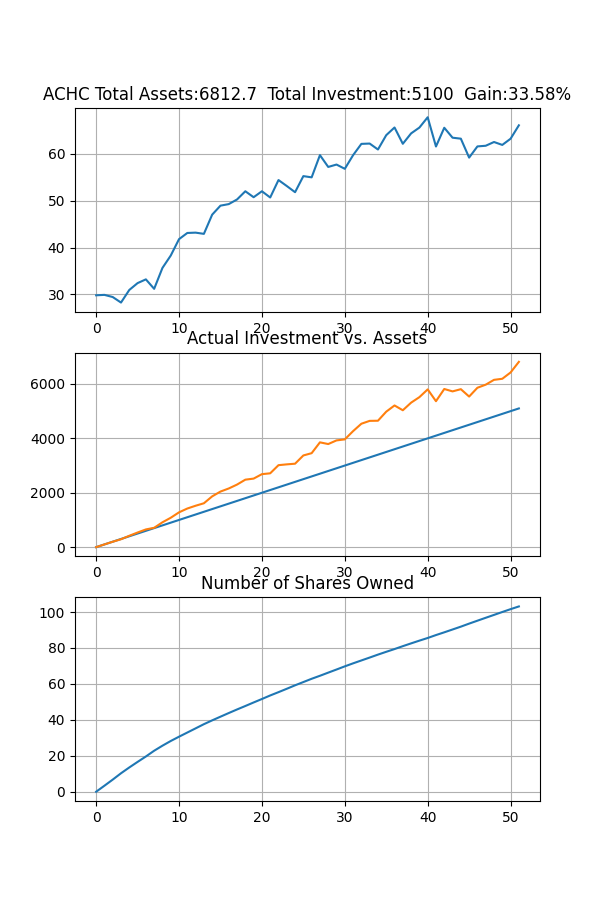 ACHC Total Assets:6812.7  Total Investment:5100  Gain:33.58%
60
50
40
30
0 10 20 30 40 50
Actual Investment vs. Assets
6000
4000
2000
0
0 10 20 30 40 50
Number of Shares Owned
100
80
60
40
20
0
0 10 20 30 40 50